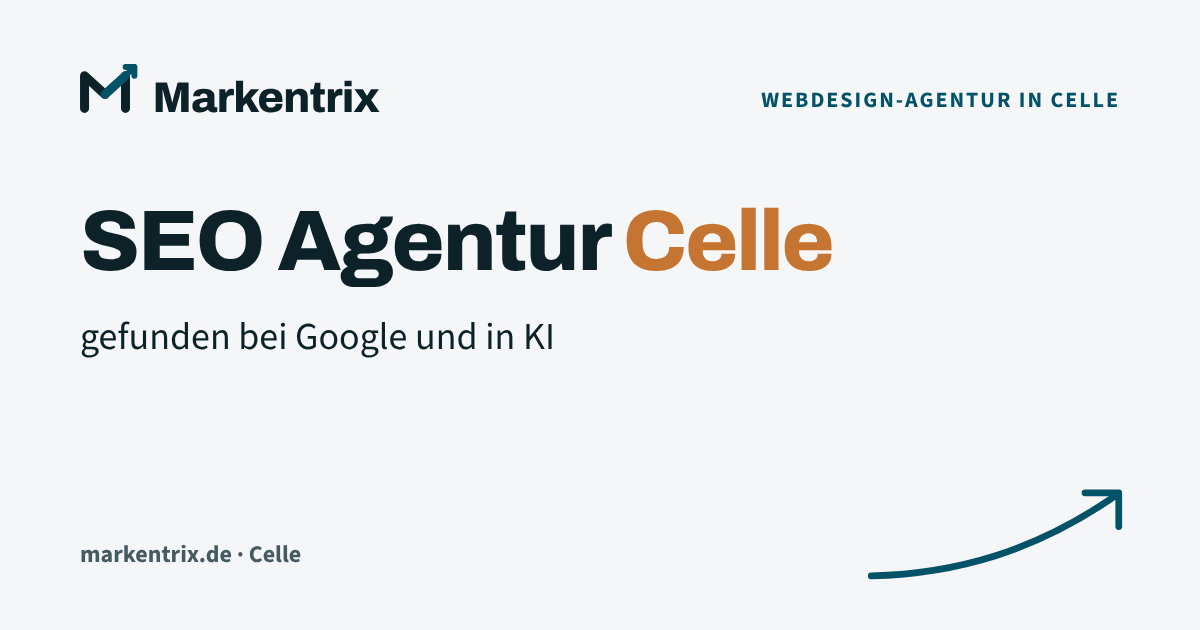 Markentrix
WEBDESIGN-AGENTUR IN CELLE
SEO Agentur Celle
gefunden bei Google und in KI
markentrix.de · Celle